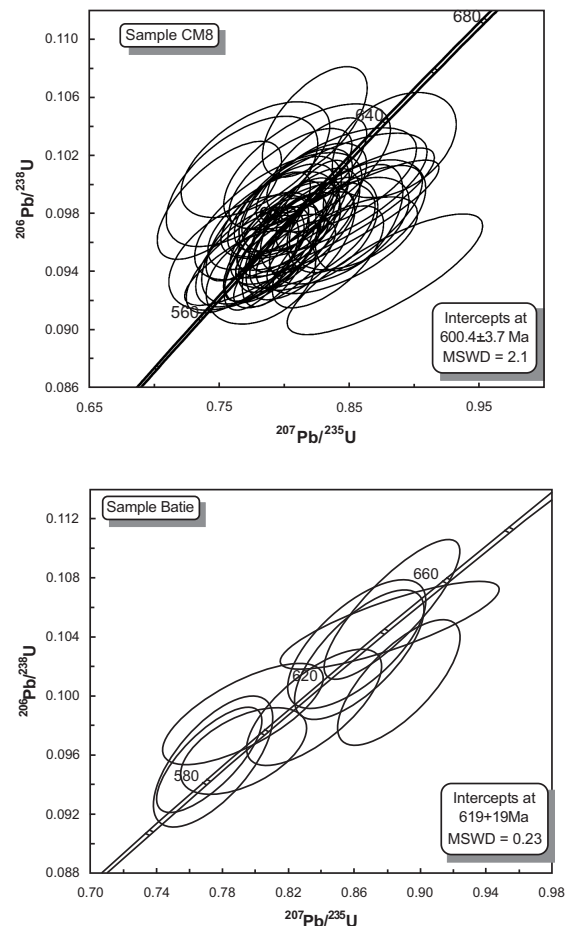 0.110
Sample CM8
680
0.106
640
0.102
206Pb/238U
0.098
0.094
560
0.090
Intercepts at
600.4±3.7 Ma
MSWD = 2.1
0.086
0.65 0.75 0.85 0.95
207Pb/235U
Sample Batie
0.112
660
0.108
0.104
620
206Pb/238U
0.100
0.096
580
0.092
Intercepts at
619+19Ma
MSWD = 0.23
0.088
0.70 0.74 0.78 0.82 0.86 0.90 0.94 0.98
207Pb/235U